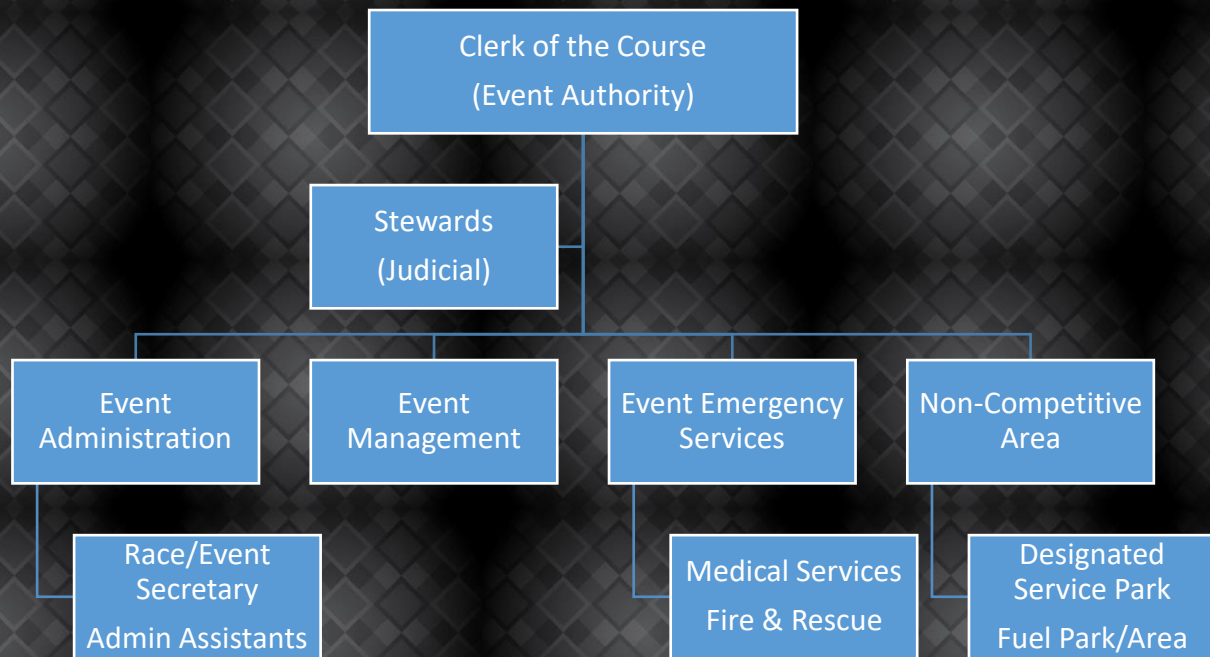 Clerk of the Course
(Event Authority)
Stewards
(Judicial)
Event
Administration
Event
Management
Event Emergency
Services
Non-Competitive
Area
Race/Event
Secretary
Admin Assistants
Medical Services
Fire & Rescue
Designated
Service Park
Fuel Park/Area